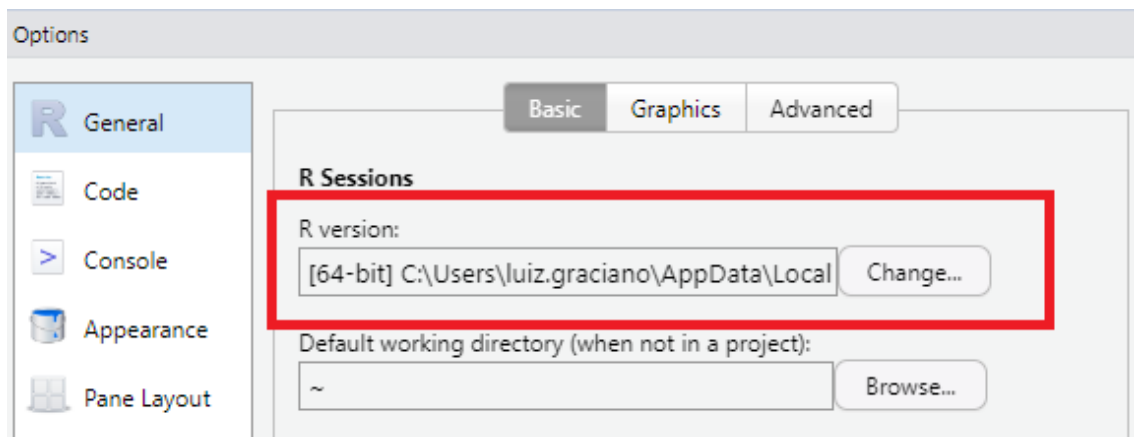 Options
General
Code
Console
Appearance
Pane Layout
Basic Graphics Advanced
R Sessions
R version:
[64-bit] C:\Users\luiz.graciano\AppData\Local Change...
Default working directory (when not in a project):
~ Browse...